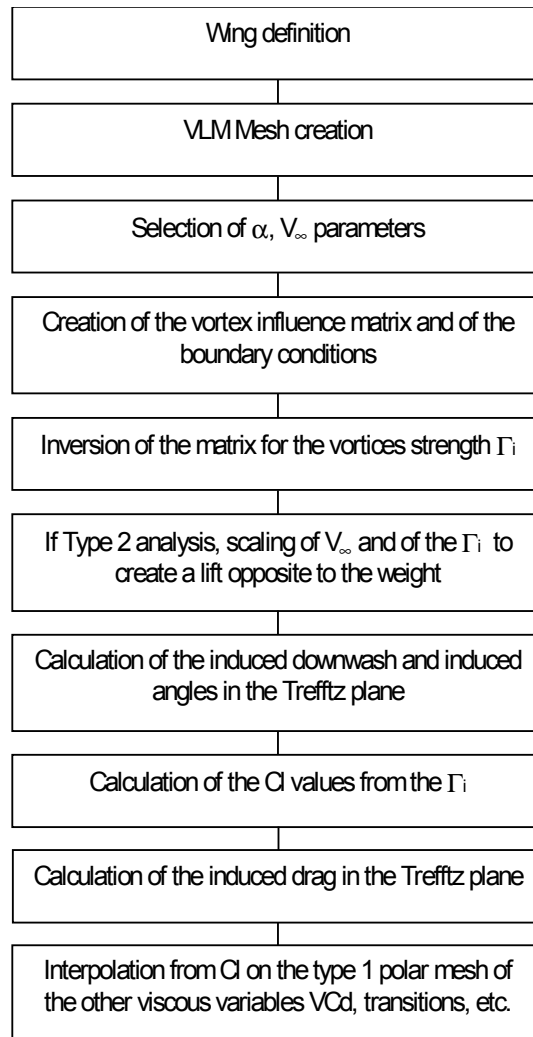 Wing definition
VLM Mesh creation
Selection of α, V∞ parameters
Creation of the vortex influence matrix and of the
boundary conditions
Inversion of the matrix for the vortices strength Γi
If Type 2 analysis, scaling of V∞ and of the Γi to
create a lift opposite to the weight
Calculation of the induced downwash and induced
angles in the Trefftz plane
Calculation of the Cl values from the Γi
Calculation of the induced drag in the Trefftz plane
Interpolation from Cl on the type 1 polar mesh of
the other viscous variables VCd, transitions, etc.